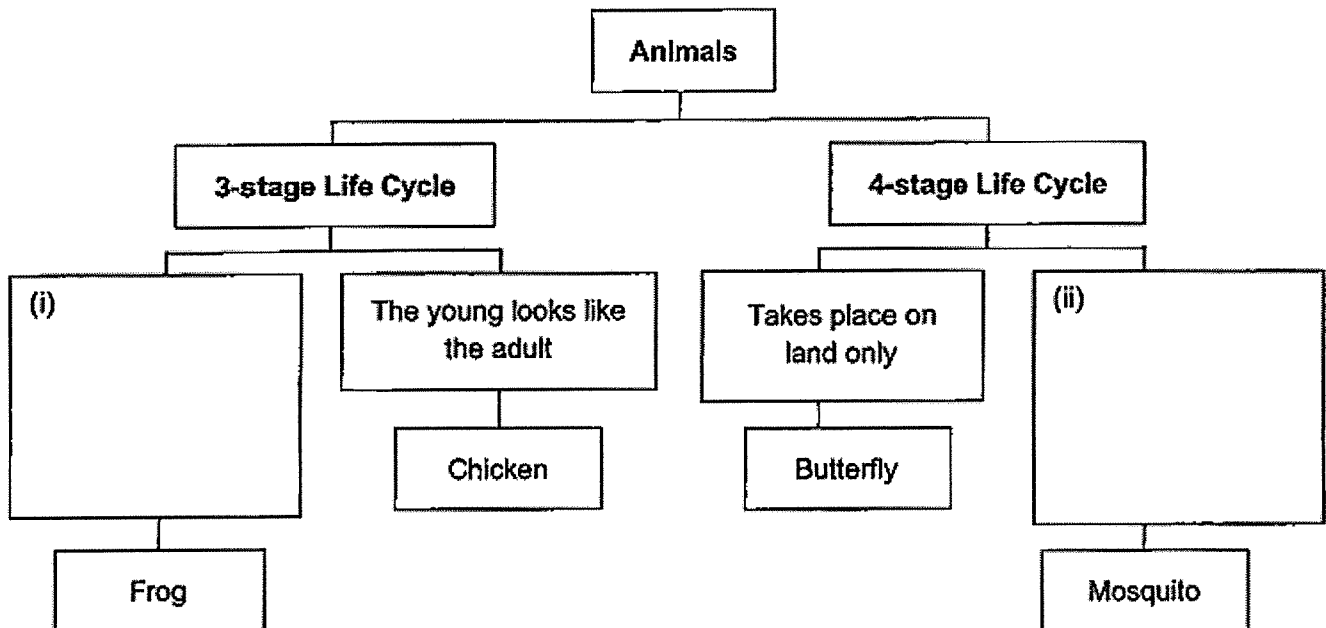 Animals
3-stage Life Cycle
4-stage Life Cycle
(i)
The young looks like
the adult
Takes place on
land only
(ii)
Chicken
Butterfly
Frog
Mosquito